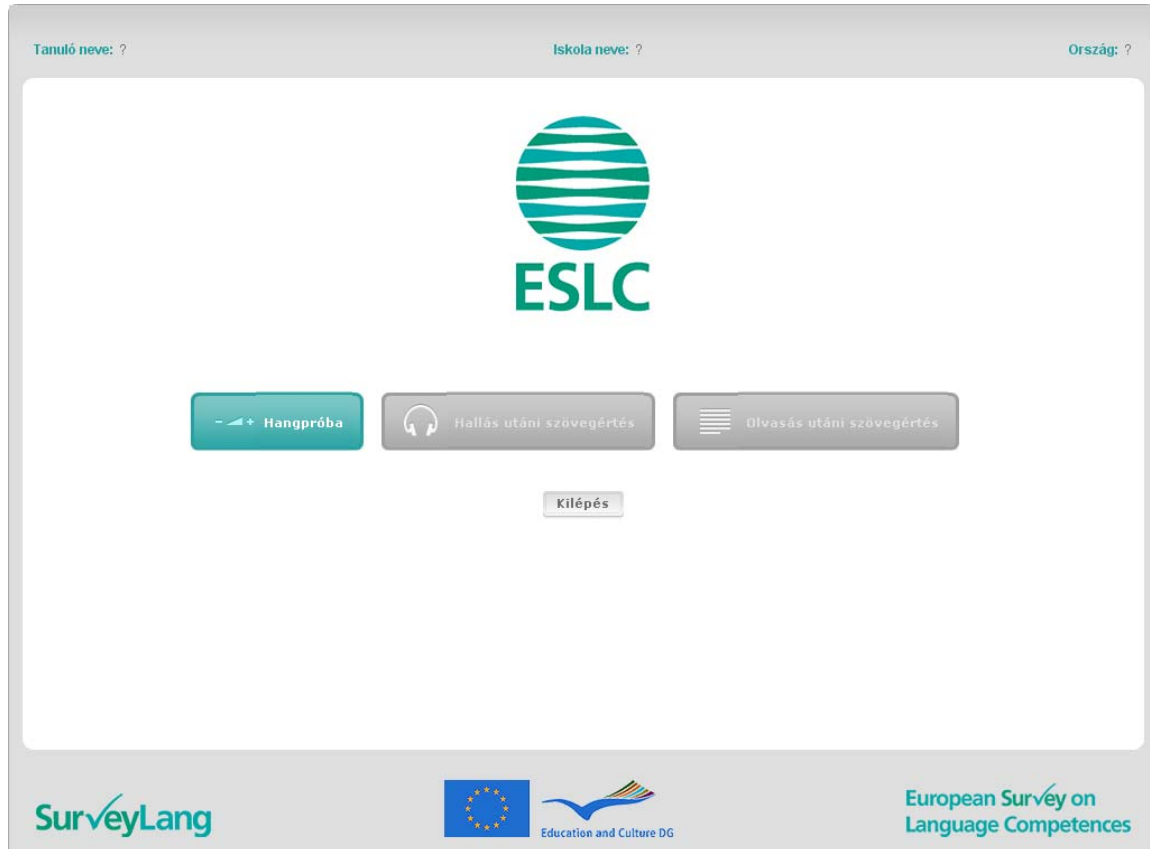 Tanuló neve: ? Iskola neve: ? Ország: ?
ESLC
- + Hangpróba Hallás utáni szövegértés Olvasás utáni szövegértés
Kilépés
SurveyLang
Education and Culture DG
European Survey on
Language Competences